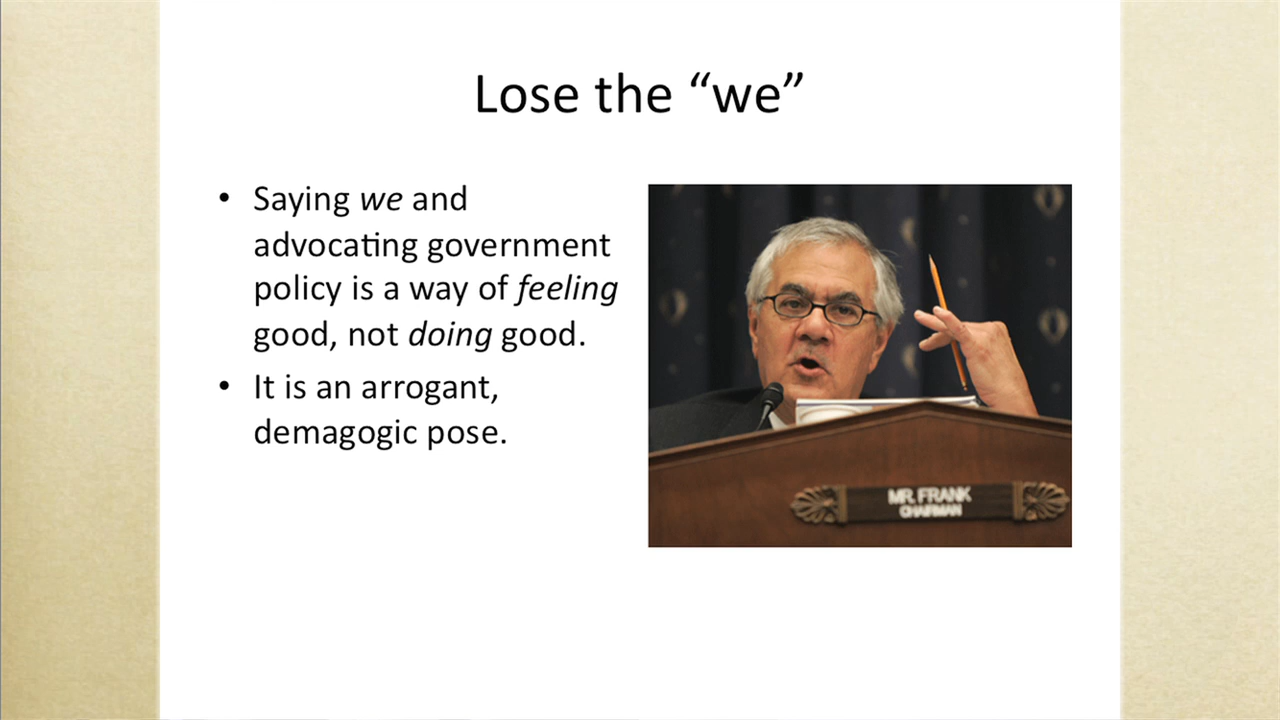 Lose the “we”
• Saying we and
advocating government
policy is a way of feeling
good, not doing good.
• It is an arrogant,
demagogic pose.
MR. FRANK
CHAIRMAN